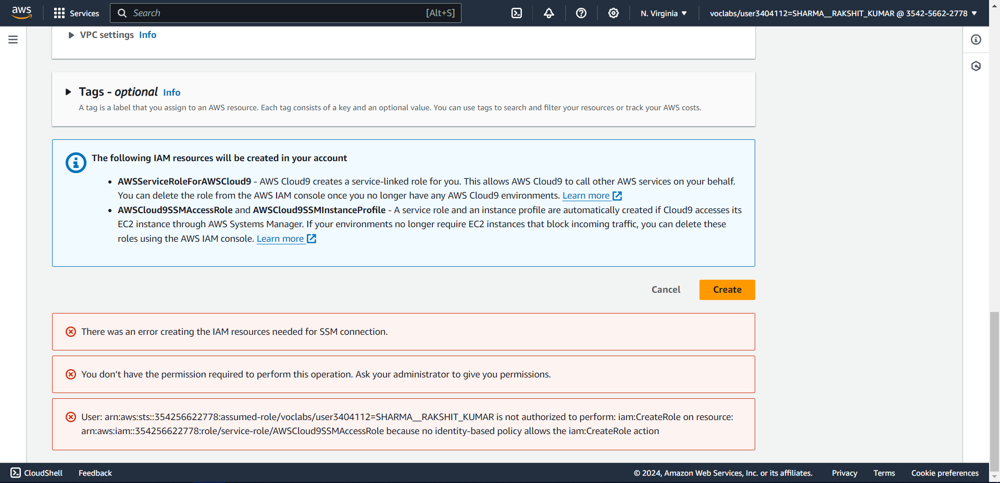 aws
Services
Search
[Alt+S]
N. Virginia
voclabs/user3404112=SHARMA__RAKSHIT_KUMAR @ 3542-5662-2778
VPC settings Info
Tags - optional Info
A tag is a label that you assign to an AWS resource. Each tag consists of a key and an optional value. You can use tags to search and filter your resources or track your AWS costs.
The following IAM resources will be created in your account
• AWSServiceRoleForAWSCloud9 - AWS Cloud9 creates a service-linked role for you. This allows AWS Cloud9 to call other AWS services on your behalf.
You can delete the role from the AWS IAM console once you no longer have any AWS Cloud9 environments. Learn more
• AWSCloud9SSMAccessRole and AWSCloud9SSMInstanceProfile - A service role and an instance profile are automatically created if Cloud9 accesses its
EC2 instance through AWS Systems Manager. If your environments no longer require EC2 instances that block incoming traffic, you can delete these
roles using the AWS IAM console. Learn more
Cancel
Create
There was an error creating the IAM resources needed for SSM connection.
You don’t have the permission required to perform this operation. Ask your administrator to give you permissions.
User: arn:aws:sts::354256622778:assumed-role/voclabs/user3404112=SHARMA__RAKSHIT_KUMAR is not authorized to perform: iam:CreateRole on resource:
arn:aws:iam::354256622778:role/service-role/AWSCloud9SSMAccessRole because no identity-based policy allows the iam:CreateRole action
CloudShell
Feedback
© 2024, Amazon Web Services, Inc. or its affiliates.
Privacy
Terms
Cookie preferences